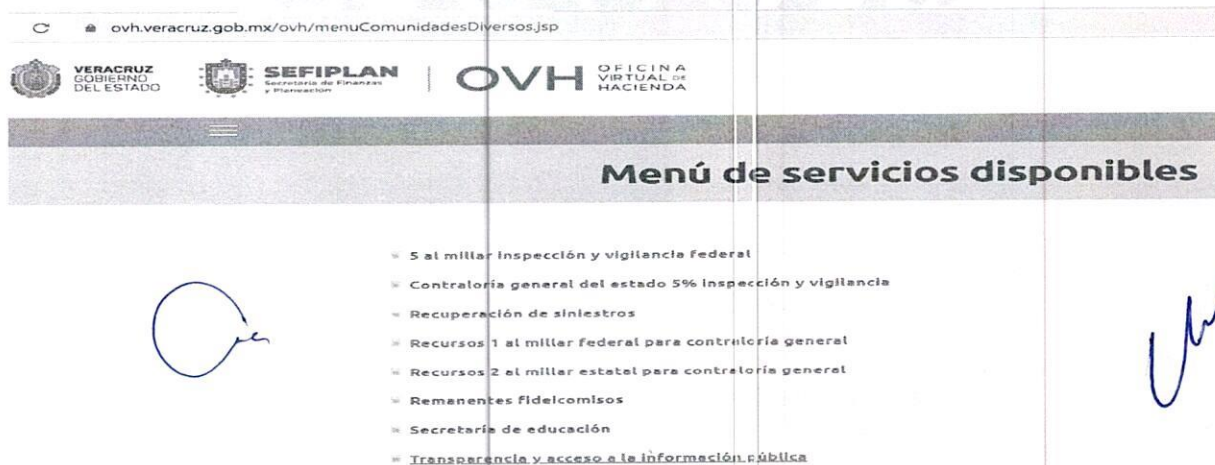 ovh.veracruz.gob.mx/ovh/menuComunidadesDiversos.jsp
VERACRUZ
GOBIERNO
DEL ESTADO
SEFIPLAN
Secretaría de Finanzas
y Planeación
OVH
OFICINA
VIRTUAL DE
HACIENDA
Menú de servicios disponibles
5 al millar inspección y vigilancia federal
Contraloría general del estado 5% inspección y vigilancia
Recuperación de siniestros
Recursos 1 al millar federal para contraloría general
Recursos 2 al millar estatal para contraloría general
Remanentes fideicomisos
Secretaría de educación
Transparencia y acceso a la información pública